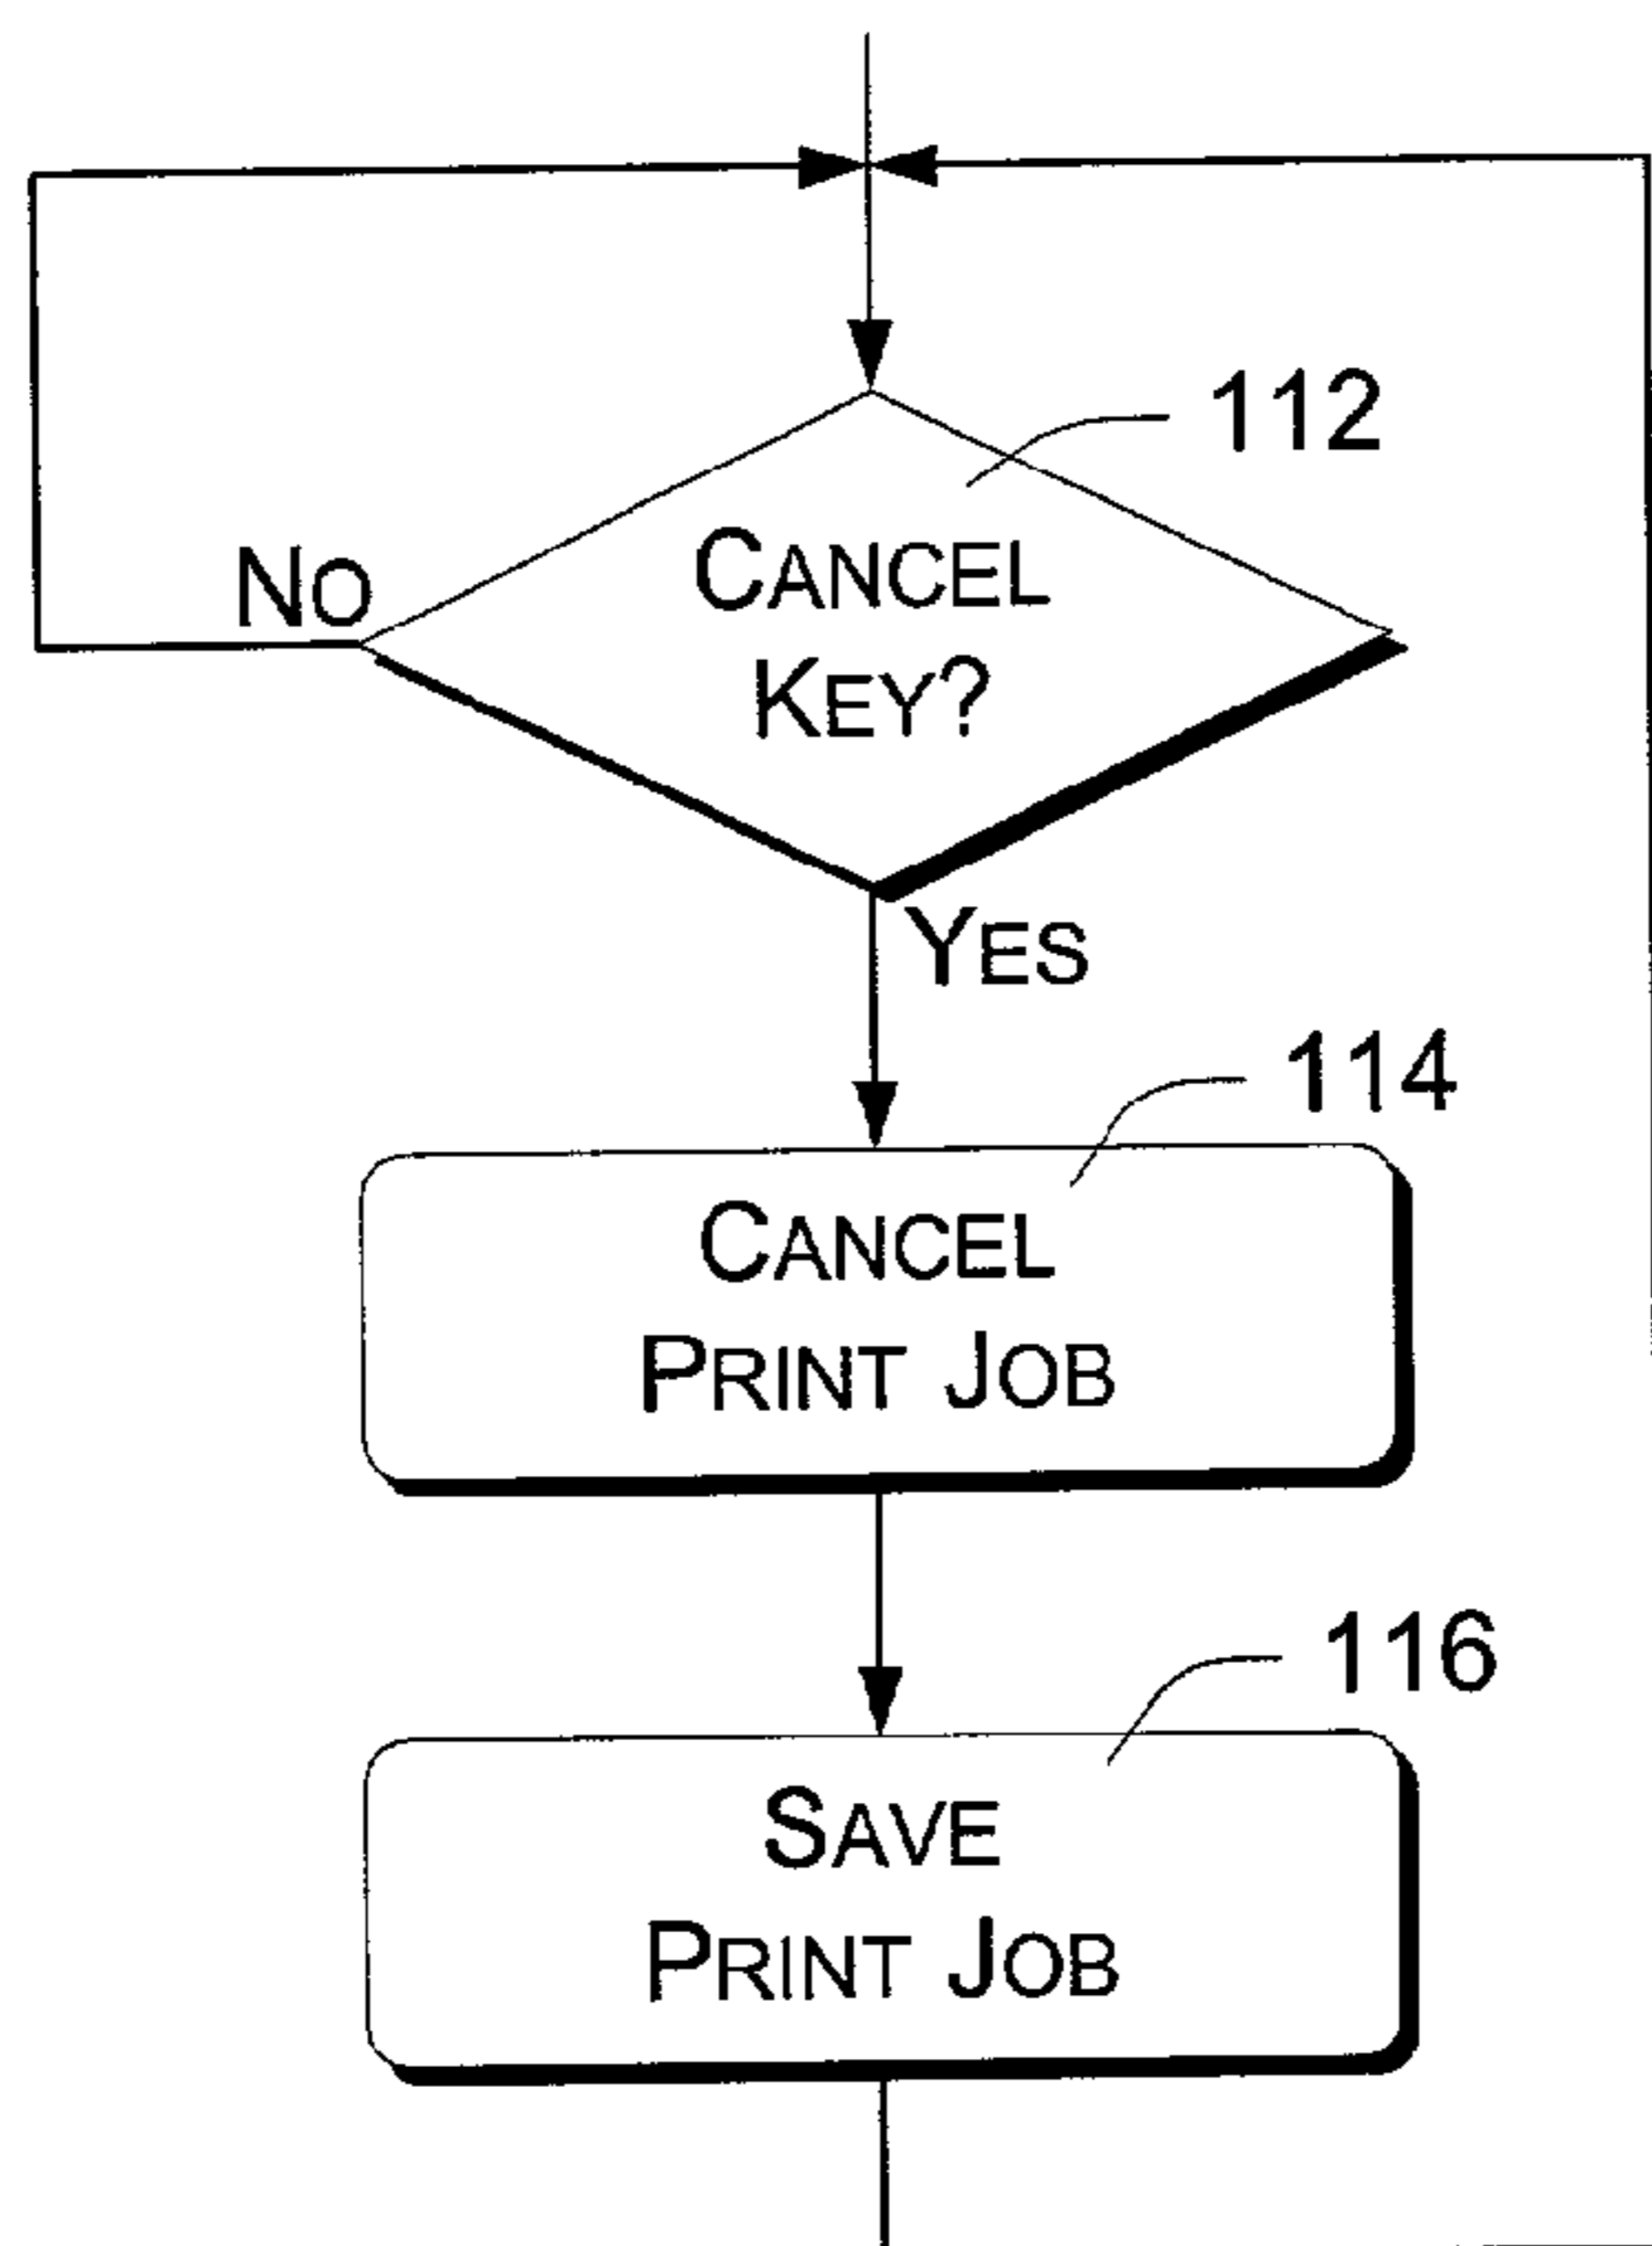 112
CANCEL
KEY?
NO
YES
114
CANCEL
PRINT JOB
116
SAVE
PRINT JOB